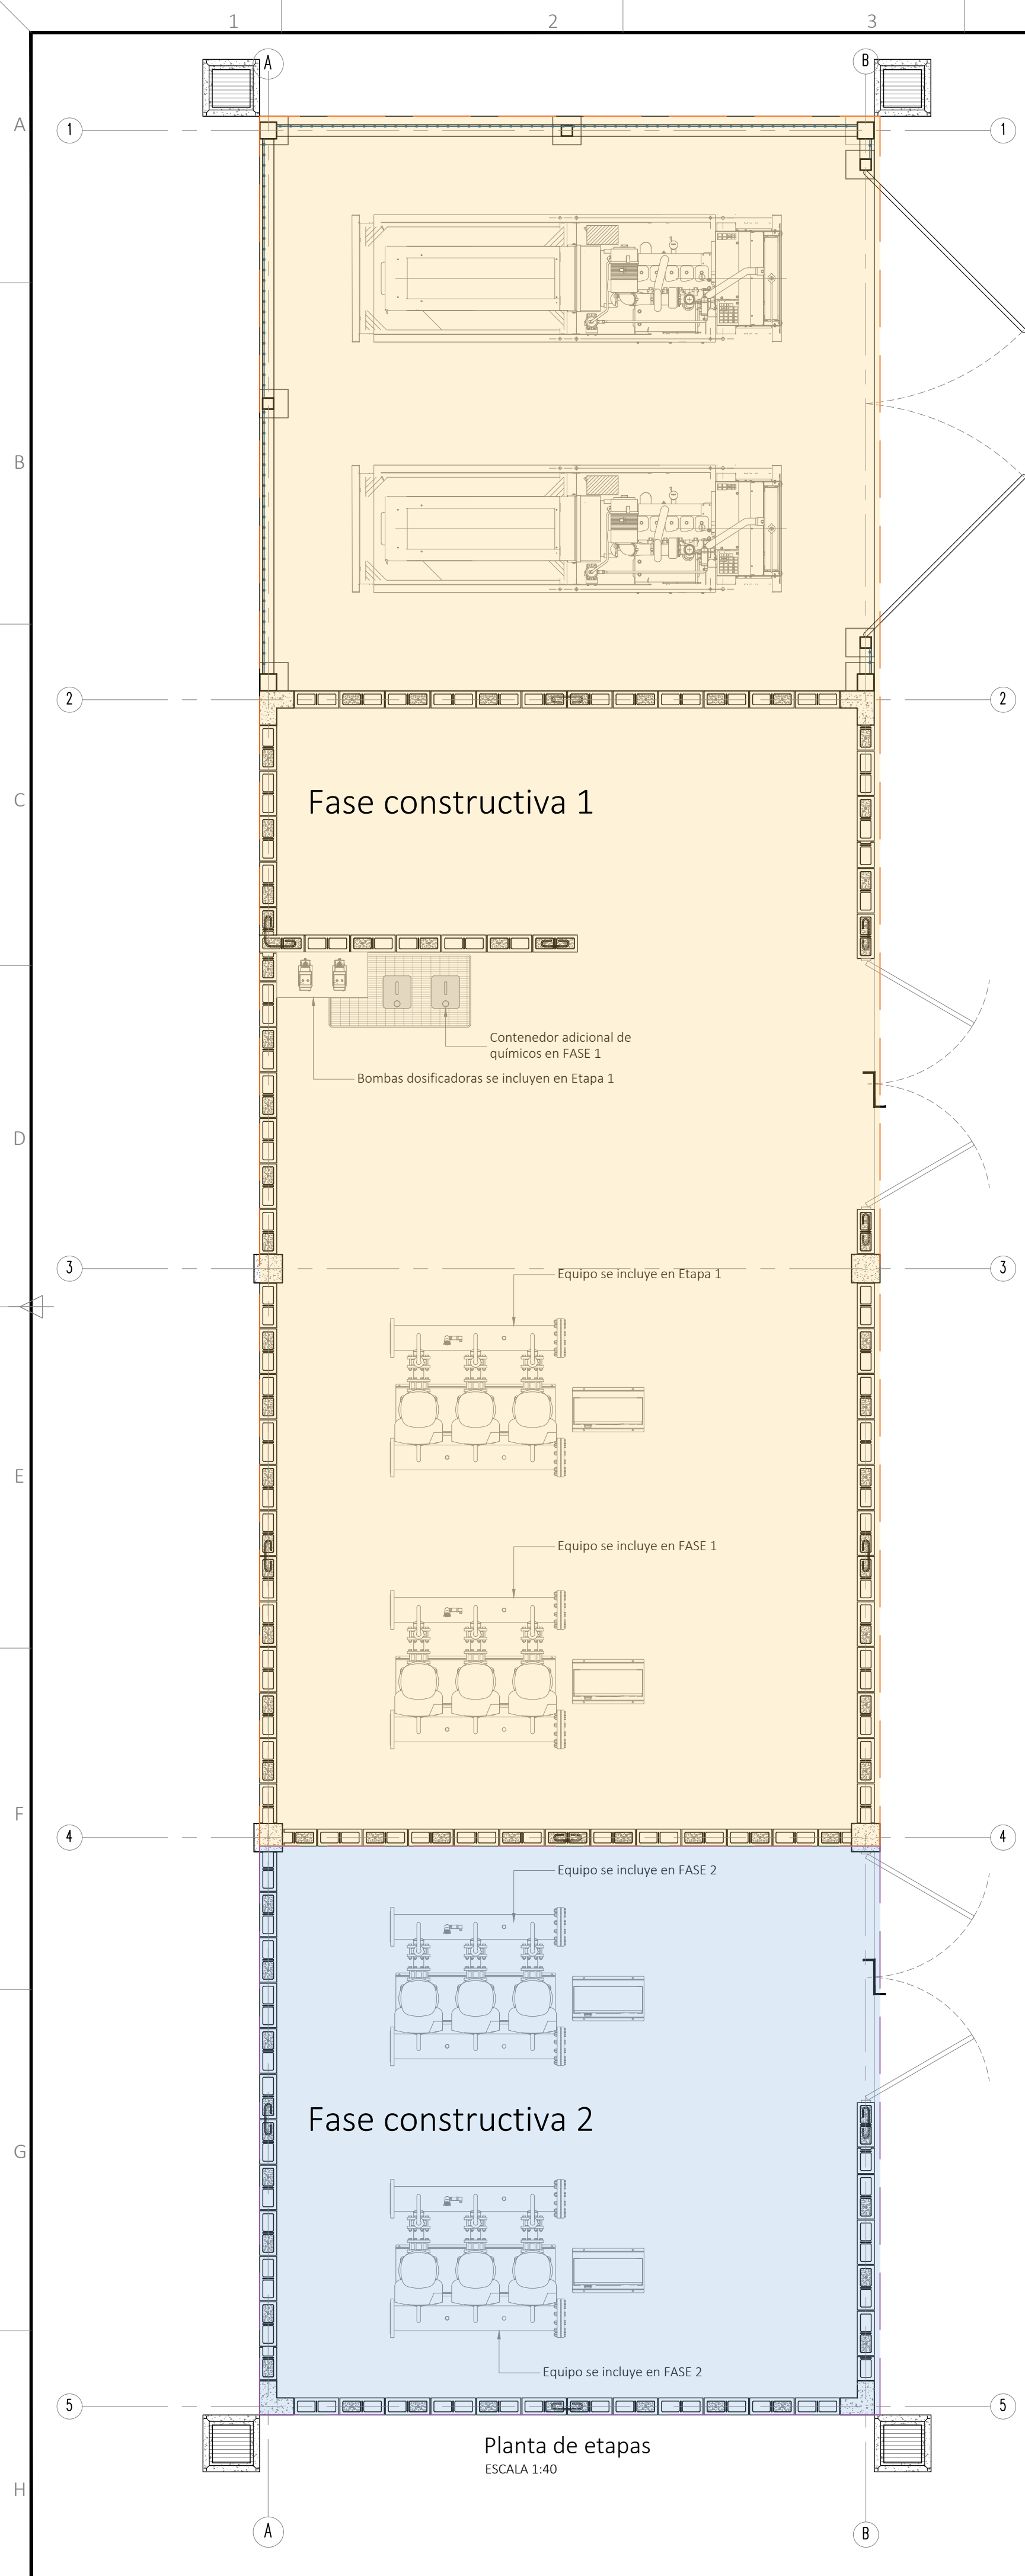 1 2 3
A B
A
1 1
B
2 2
C
Fase constructiva 1
Contenedor adicional de
químicos en FASE 1
Bombas dosificadoras se incluyen en Etapa 1
D
3 3
Equipo se incluye en Etapa 1
E
Equipo se incluye en FASE 1
F
4 4
Equipo se incluye en FASE 2
Fase constructiva 2
G
Equipo se incluye en FASE 2
5 5
Planta de etapas
ESCALA 1:40
H
A B